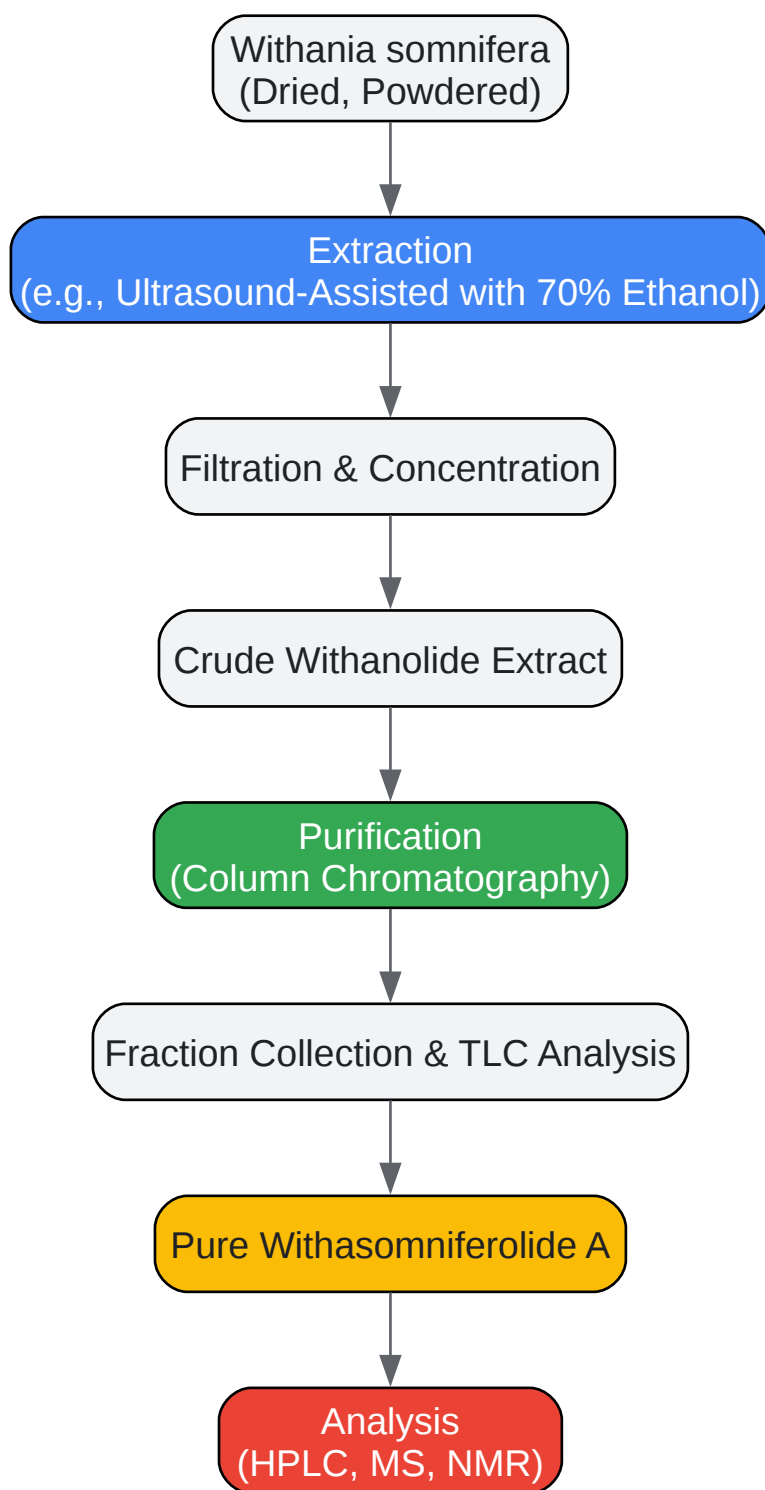 Withania somnifera
(Dried, Powdered)
Extraction
(e.g., Ultrasound-Assisted with 70% Ethanol)
Filtration & Concentration
Crude Withanolide Extract
Purification
(Column Chromatography)
Fraction Collection & TLC Analysis
Pure Withasomniferolide A
Analysis
(HPLC, MS, NMR)